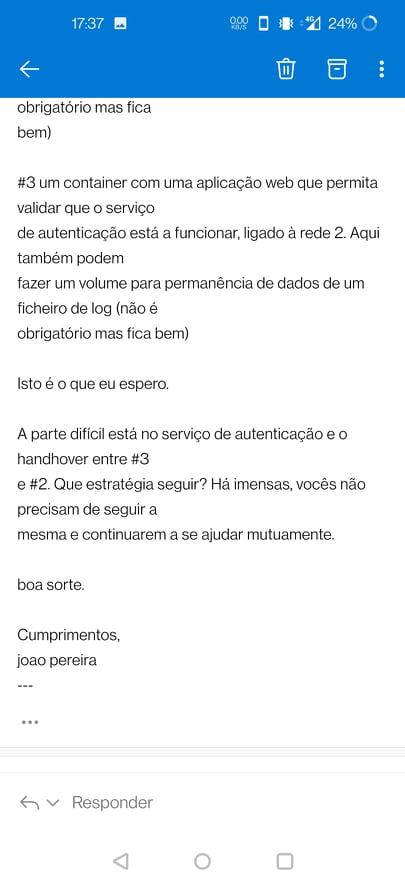 17:37
0.00
KB/S
4G
24%
obrigatório mas fica
bem)
#3 um container com uma aplicação web que permita
validar que o serviço
de autenticação está a funcionar, ligado à rede 2. Aqui
também podem
fazer um volume para permanência de dados de um
ficheiro de log (não é
obrigatório mas fica bem)
Isto é o que eu espero.
A parte difícil está no serviço de autenticação e o
handhover entre #3
e #2. Que estratégia seguir? Há imensas, vocês não
precisam de seguir a
mesma e continuarem a se ajudar mutuamente.
boa sorte.
Cumprimentos,
joao pereira
---
Responder